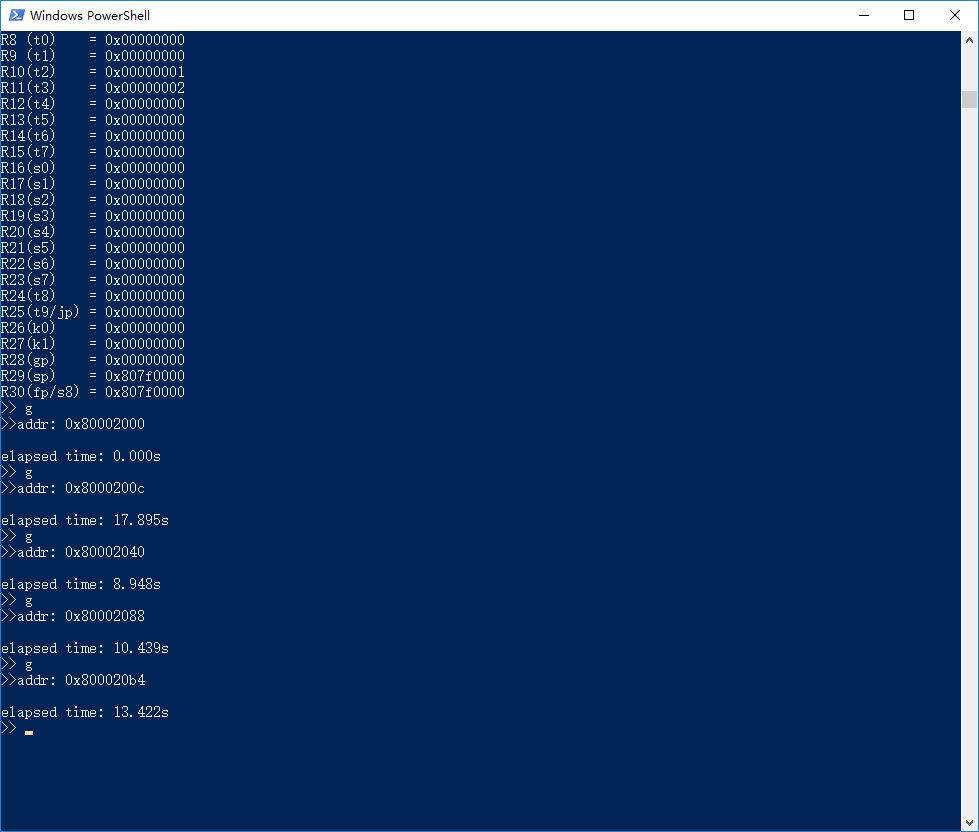 Windows PowerShell
R8 (t0)    = 0x00000000
R9 (t1)    = 0x00000000
R10(t2)    = 0x00000001
R11(t3)    = 0x00000002
R12(t4)    = 0x00000000
R13(t5)    = 0x00000000
R14(t6)    = 0x00000000
R15(t7)    = 0x00000000
R16(s0)    = 0x00000000
R17(s1)    = 0x00000000
R18(s2)    = 0x00000000
R19(s3)    = 0x00000000
R20(s4)    = 0x00000000
R21(s5)    = 0x00000000
R22(s6)    = 0x00000000
R23(s7)    = 0x00000000
R24(t8)    = 0x00000000
R25(t9/jp) = 0x00000000
R26(k0)    = 0x00000000
R27(k1)    = 0x00000000
R28(gp)    = 0x00000000
R29(sp)    = 0x807f0000
R30(fp/s8) = 0x807f0000
>> g
>>addr: 0x80002000
elapsed time: 0.000s
>> g
>>addr: 0x8000200c
elapsed time: 17.895s
>> g
>>addr: 0x80002040
elapsed time: 8.948s
>> g
>>addr: 0x80002088
elapsed time: 10.439s
>> g
>>addr: 0x800020b4
elapsed time: 13.422s
>>